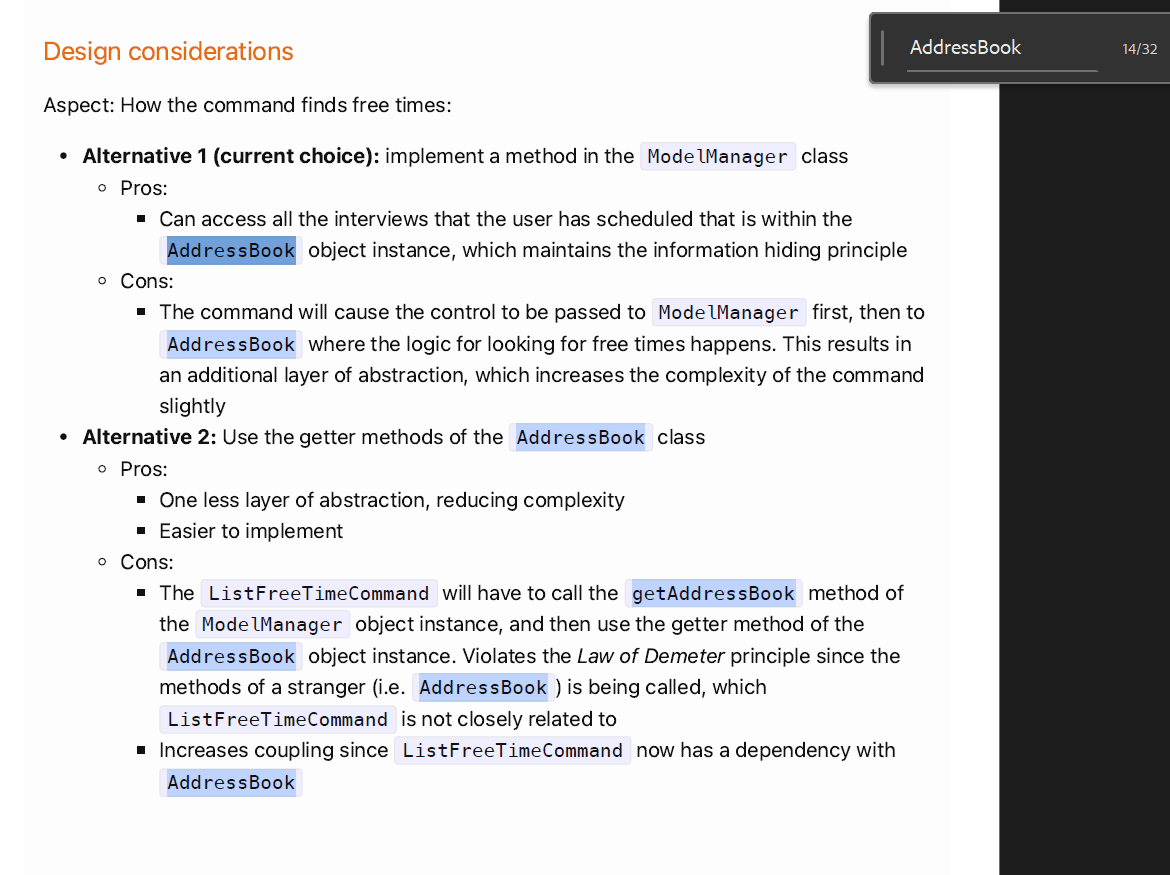 Design considerations
AddressBook 14/32
Aspect: How the command finds free times:
• Alternative 1 (current choice): implement a method in the ModelManager class
Pros:
Can access all the interviews that the user has scheduled that is within the
AddressBook object instance, which maintains the information hiding principle
Cons:
The command will cause the control to be passed to ModelManager first, then to
AddressBook where the logic for looking for free times happens. This results in
an additional layer of abstraction, which increases the complexity of the command
slightly
• Alternative 2: Use the getter methods of the AddressBook class
Pros:
One less layer of abstraction, reducing complexity
Easier to implement
Cons:
The ListFreeTimeCommand will have to call the getAddressBook method of
the ModelManager object instance, and then use the getter method of the
AddressBook object instance. Violates the Law of Demeter principle since the
methods of a stranger (i.e. AddressBook ) is being called, which
ListFreeTimeCommand is not closely related to
Increases coupling since ListFreeTimeCommand now has a dependency with
AddressBook